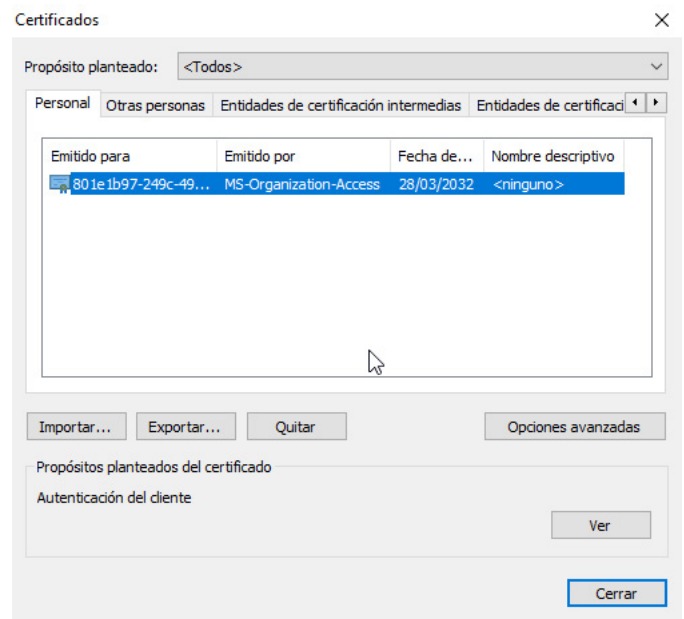 Certificados
Propósito planteado: <Todos>
Personal Otras personas Entidades de certificación intermedias Entidades de certificaci
Emitido para Emitido por Fecha de... Nombre descriptivo
801e1b97-249c-49... MS-Organization-Access 28/03/2032 <ninguno>
Importar... Exportar... Quitar Opciones avanzadas
Propósitos planteados del certificado
Autenticación del cliente
Ver
Cerrar